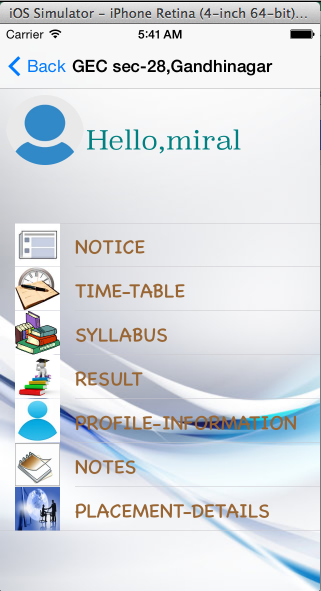 iOS Simulator – iPhone Retina (4-inch 64-bit)...
Carrier 5:41 AM
Back GEC sec-28,Gandhinagar
Hello,miral
NOTICE
TIME-TABLE
SYLLABUS
RESULT
PROFILE-INFORMATION
NOTES
PLACEMENT-DETAILS